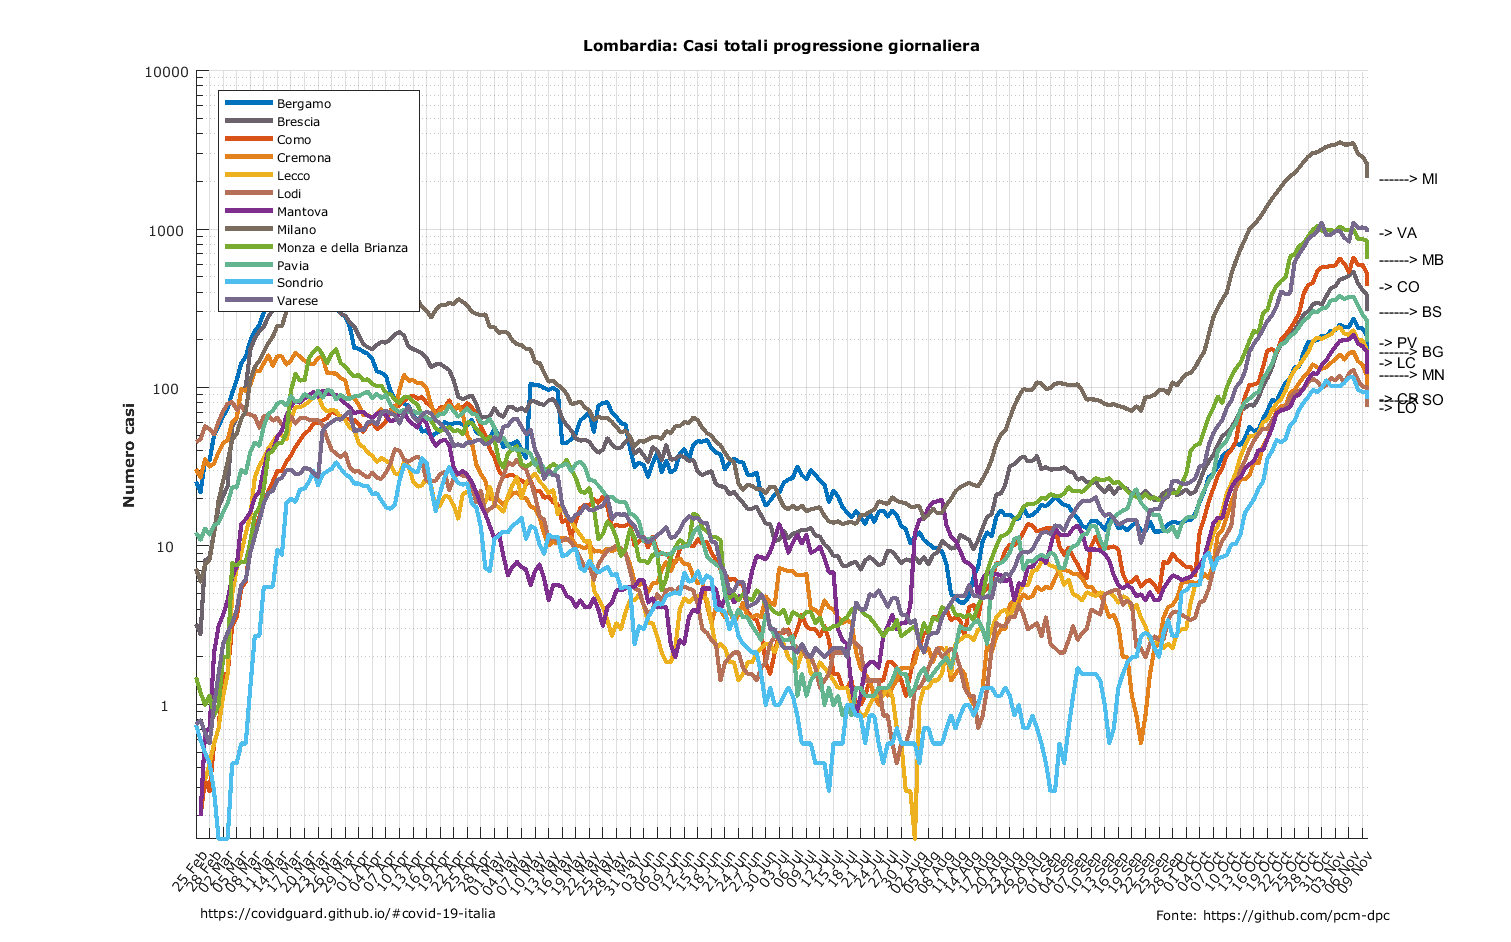 Lombardia: Casi totali progressione giornaliera
10000
1000
100
10
1
Numero casi
Bergamo
Brescia
Como
Cremona
Lecco
Lodi
Mantova
Milano
Monza e della Brianza
Pavia
Sondrio
Varese
------> MI
-> VA
------> MB
-> CO
------> BS
-> PV
------> BG
-> LC
------> MN
-> CR
------> SO
-> LO
25 Feb
28 Feb
02 Mar
05 Mar
08 Mar
11 Mar
14 Mar
17 Mar
20 Mar
23 Mar
26 Mar
29 Mar
01 Apr
04 Apr
07 Apr
10 Apr
13 Apr
16 Apr
19 Apr
22 Apr
25 Apr
28 Apr
01 May
04 May
07 May
10 May
13 May
16 May
19 May
22 May
25 May
28 May
31 May
03 Jun
06 Jun
09 Jun
12 Jun
15 Jun
18 Jun
21 Jun
24 Jun
27 Jun
30 Jun
03 Jul
06 Jul
09 Jul
12 Jul
15 Jul
18 Jul
21 Jul
24 Jul
27 Jul
30 Jul
02 Aug
05 Aug
08 Aug
11 Aug
14 Aug
17 Aug
20 Aug
23 Aug
26 Aug
29 Aug
01 Sep
04 Sep
07 Sep
10 Sep
13 Sep
16 Sep
19 Sep
22 Sep
25 Sep
28 Sep
01 Oct
04 Oct
07 Oct
10 Oct
13 Oct
16 Oct
19 Oct
22 Oct
25 Oct
28 Oct
31 Oct
03 Nov
06 Nov
09 Nov
https://covidguard.github.io/#covid-19-italia
Fonte: https://github.com/pcm-dpc